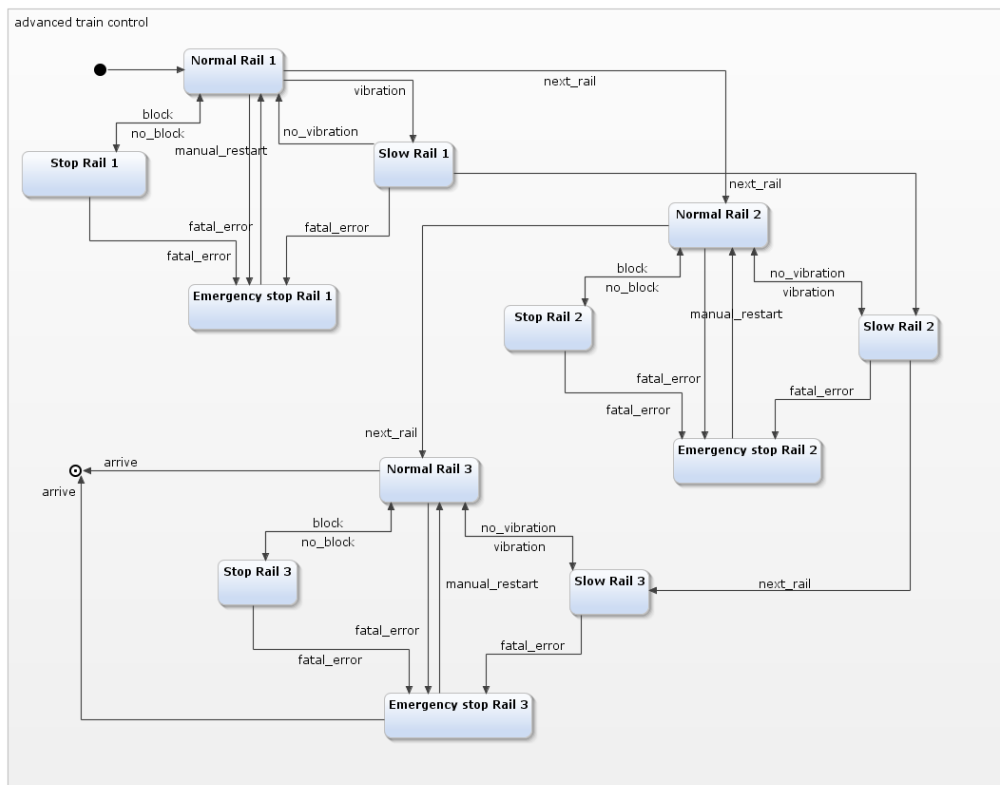 advanced train control
Normal Rail 1
next_rail
vibration
block
no_block
no_vibration
manual_restart
Stop Rail 1
Slow Rail 1
next_rail
Normal Rail 2
fatal_error
fatal_error
fatal_error
block
no_block
no_vibration
vibration
Emergency stop Rail 1
Stop Rail 2
manual_restart
Slow Rail 2
fatal_error
fatal_error
fatal_error
next_rail
Emergency stop Rail 2
arrive
Normal Rail 3
arrive
block
no_block
no_vibration
vibration
Stop Rail 3
manual_restart
Slow Rail 3
next_rail
fatal_error
fatal_error
fatal_error
Emergency stop Rail 3